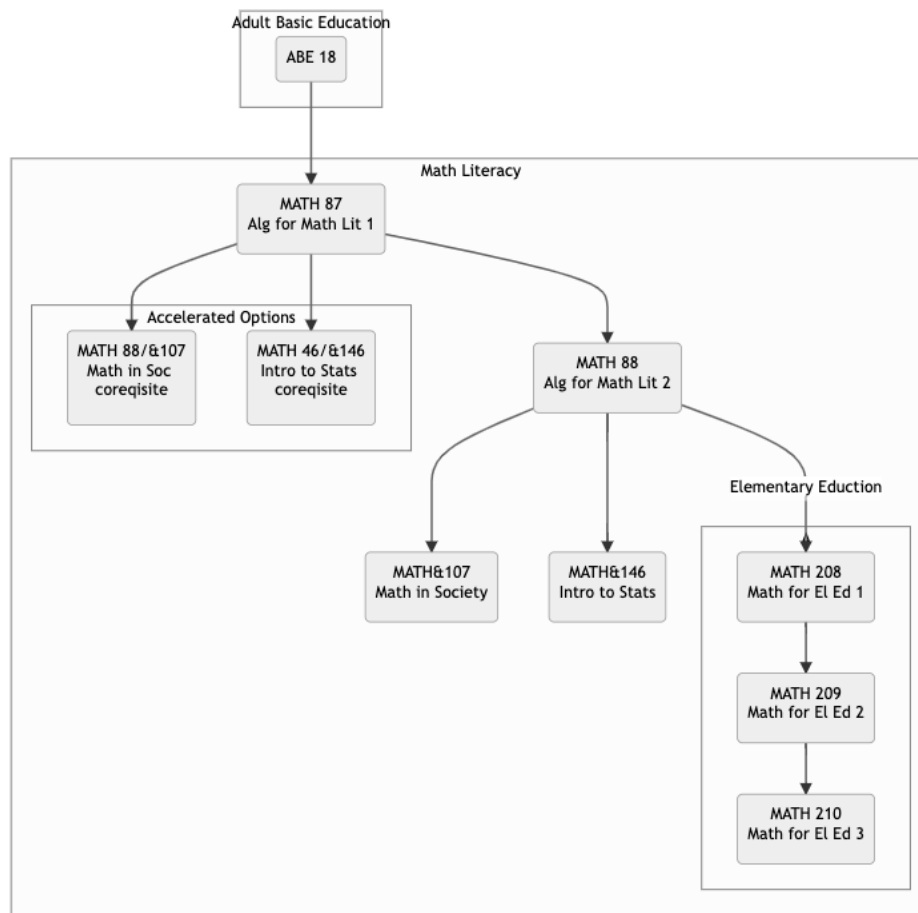 Adult Basic Education
ABE 18
Math Literacy
MATH 87
Alg for Math Lit 1
Accelerated Options
MATH 88/&107
Math in Soc
coreqisite
MATH 46/&146
Intro to Stats
coreqisite
MATH 88
Alg for Math Lit 2
Elementary Eduction
MATH&107
Math in Society
MATH&146
Intro to Stats
MATH 208
Math for El Ed 1
MATH 209
Math for El Ed 2
MATH 210
Math for El Ed 3